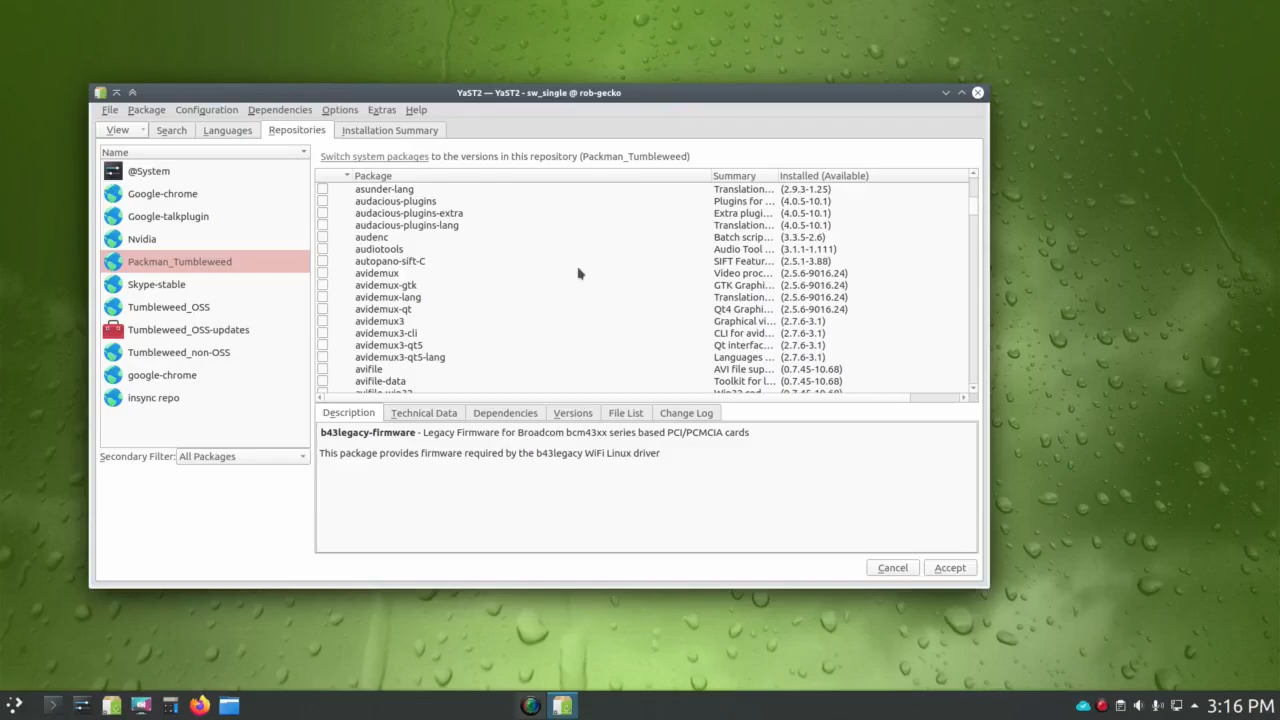 YaST2 — YaST2 - sw_single @ rob-gecko
File Package Configuration Dependencies Options Extras Help
View Search Languages Repositories Installation Summary
Name
@System
Google-chrome
Google-talkplugin
Nvidia
Packman_Tumbleweed
Skype-stable
Tumbleweed_OSS
Tumbleweed_OSS-updates
Tumbleweed_non-OSS
google-chrome
insync repo
Secondary Filter: All Packages
Switch system packages to the versions in this repository (Packman_Tumbleweed)
Package Summary Installed (Available)
asunder-lang Translation... (2.9.3-1.25)
audacious-plugins Plugins for ... (4.0.5-10.1)
audacious-plugins-extra Extra plugi... (4.0.5-10.1)
audacious-plugins-lang Translation... (4.0.5-10.1)
audenc Batch scrip... (3.3.5-2.6)
audiotools Audio Tool ... (3.1.1-1.111)
autopano-sift-C SIFT Featur... (2.5.1-3.88)
avidemux Video proc... (2.5.6-9016.24)
avidemux-gtk GTK Graphi... (2.5.6-9016.24)
avidemux-lang Translation... (2.5.6-9016.24)
avidemux-qt Qt4 Graphi... (2.5.6-9016.24)
avidemux3 Graphical vi... (2.7.6-3.1)
avidemux3-cli CLI for avid... (2.7.6-3.1)
avidemux3-qt5 Qt interfac... (2.7.6-3.1)
avidemux3-qt5-lang Languages ... (2.7.6-3.1)
avifile AVI file sup... (0.7.45-10.68)
avifile-data Toolkit for l... (0.7.45-10.68)
avifile-win32 Win32 cod... (0.7.45-10.68)
Description Technical Data Dependencies Versions File List Change Log
b43legacy-firmware - Legacy Firmware for Broadcom bcm43xx series based PCI/PCMCIA cards
This package provides firmware required by the b43legacy WiFi Linux driver
Cancel Accept
3:16 PM